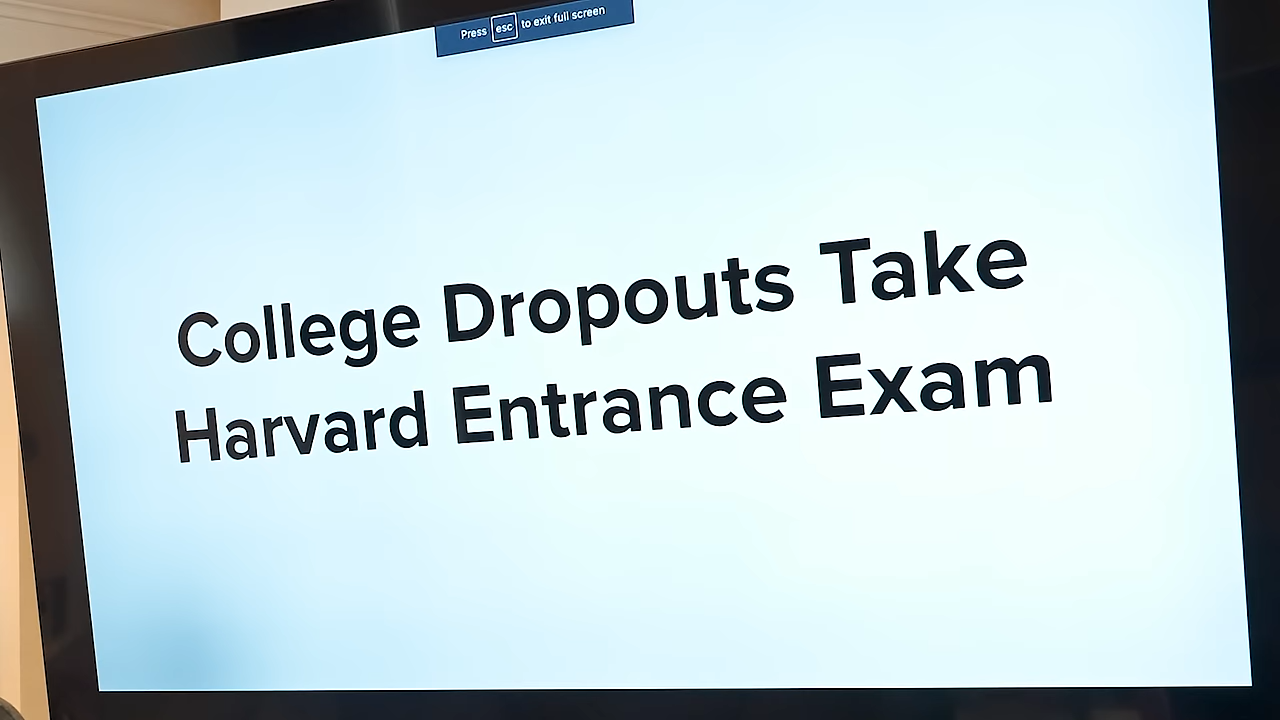 Press esc to exit full screen
College Dropouts Take
Harvard Entrance Exam